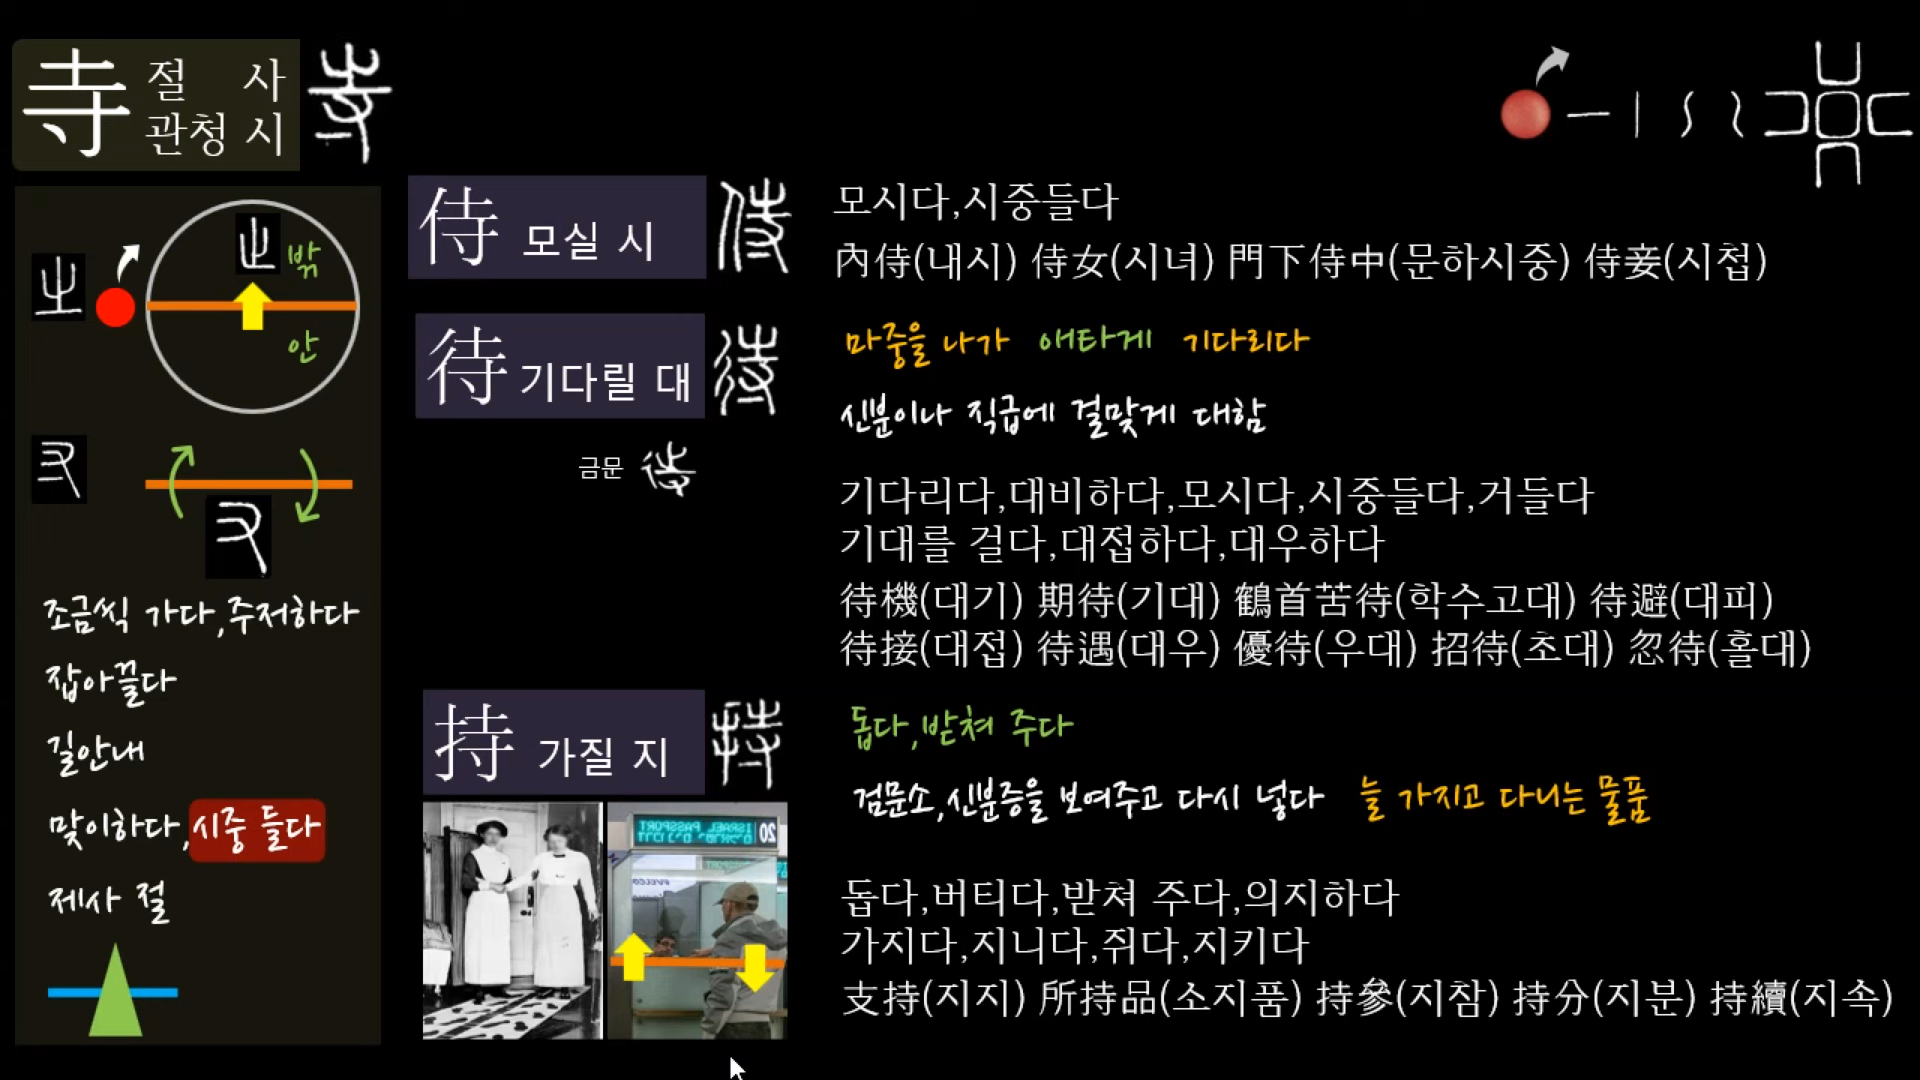 寺 절 사
관청 시
밖
안
조금씩 가다,주저하다
잡아끌다
길안내
맞이하다,시중 들다
제사 절
侍 모실 시
모시다,시중들다
內侍(내시) 侍女(시녀) 門下侍中(문하시중) 侍妾(시첩)
待 기다릴 대
마중을 나가 애타게 기다리다
신분이나 직급에 걸맞게 대함
금문
기다리다,대비하다,모시다,시중들다,거들다
기대를 걸다,대접하다,대우하다
待機(대기) 期待(기대) 鶴首苦待(학수고대) 待避(대피)
待接(대접) 待遇(대우) 優待(우대) 招待(초대) 忽待(홀대)
持 가질 지
돕다,받쳐 주다
검문소,신분증을 보여주고 다시 넣다 늘 가지고 다니는 물품
돕다,버티다,받쳐 주다,의지하다
가지다,지니다,쥐다,지키다
支持(지지) 所持品(소지품) 持參(지참) 持分(지분) 持續(지속)
ISRAEL PASSPORT
20